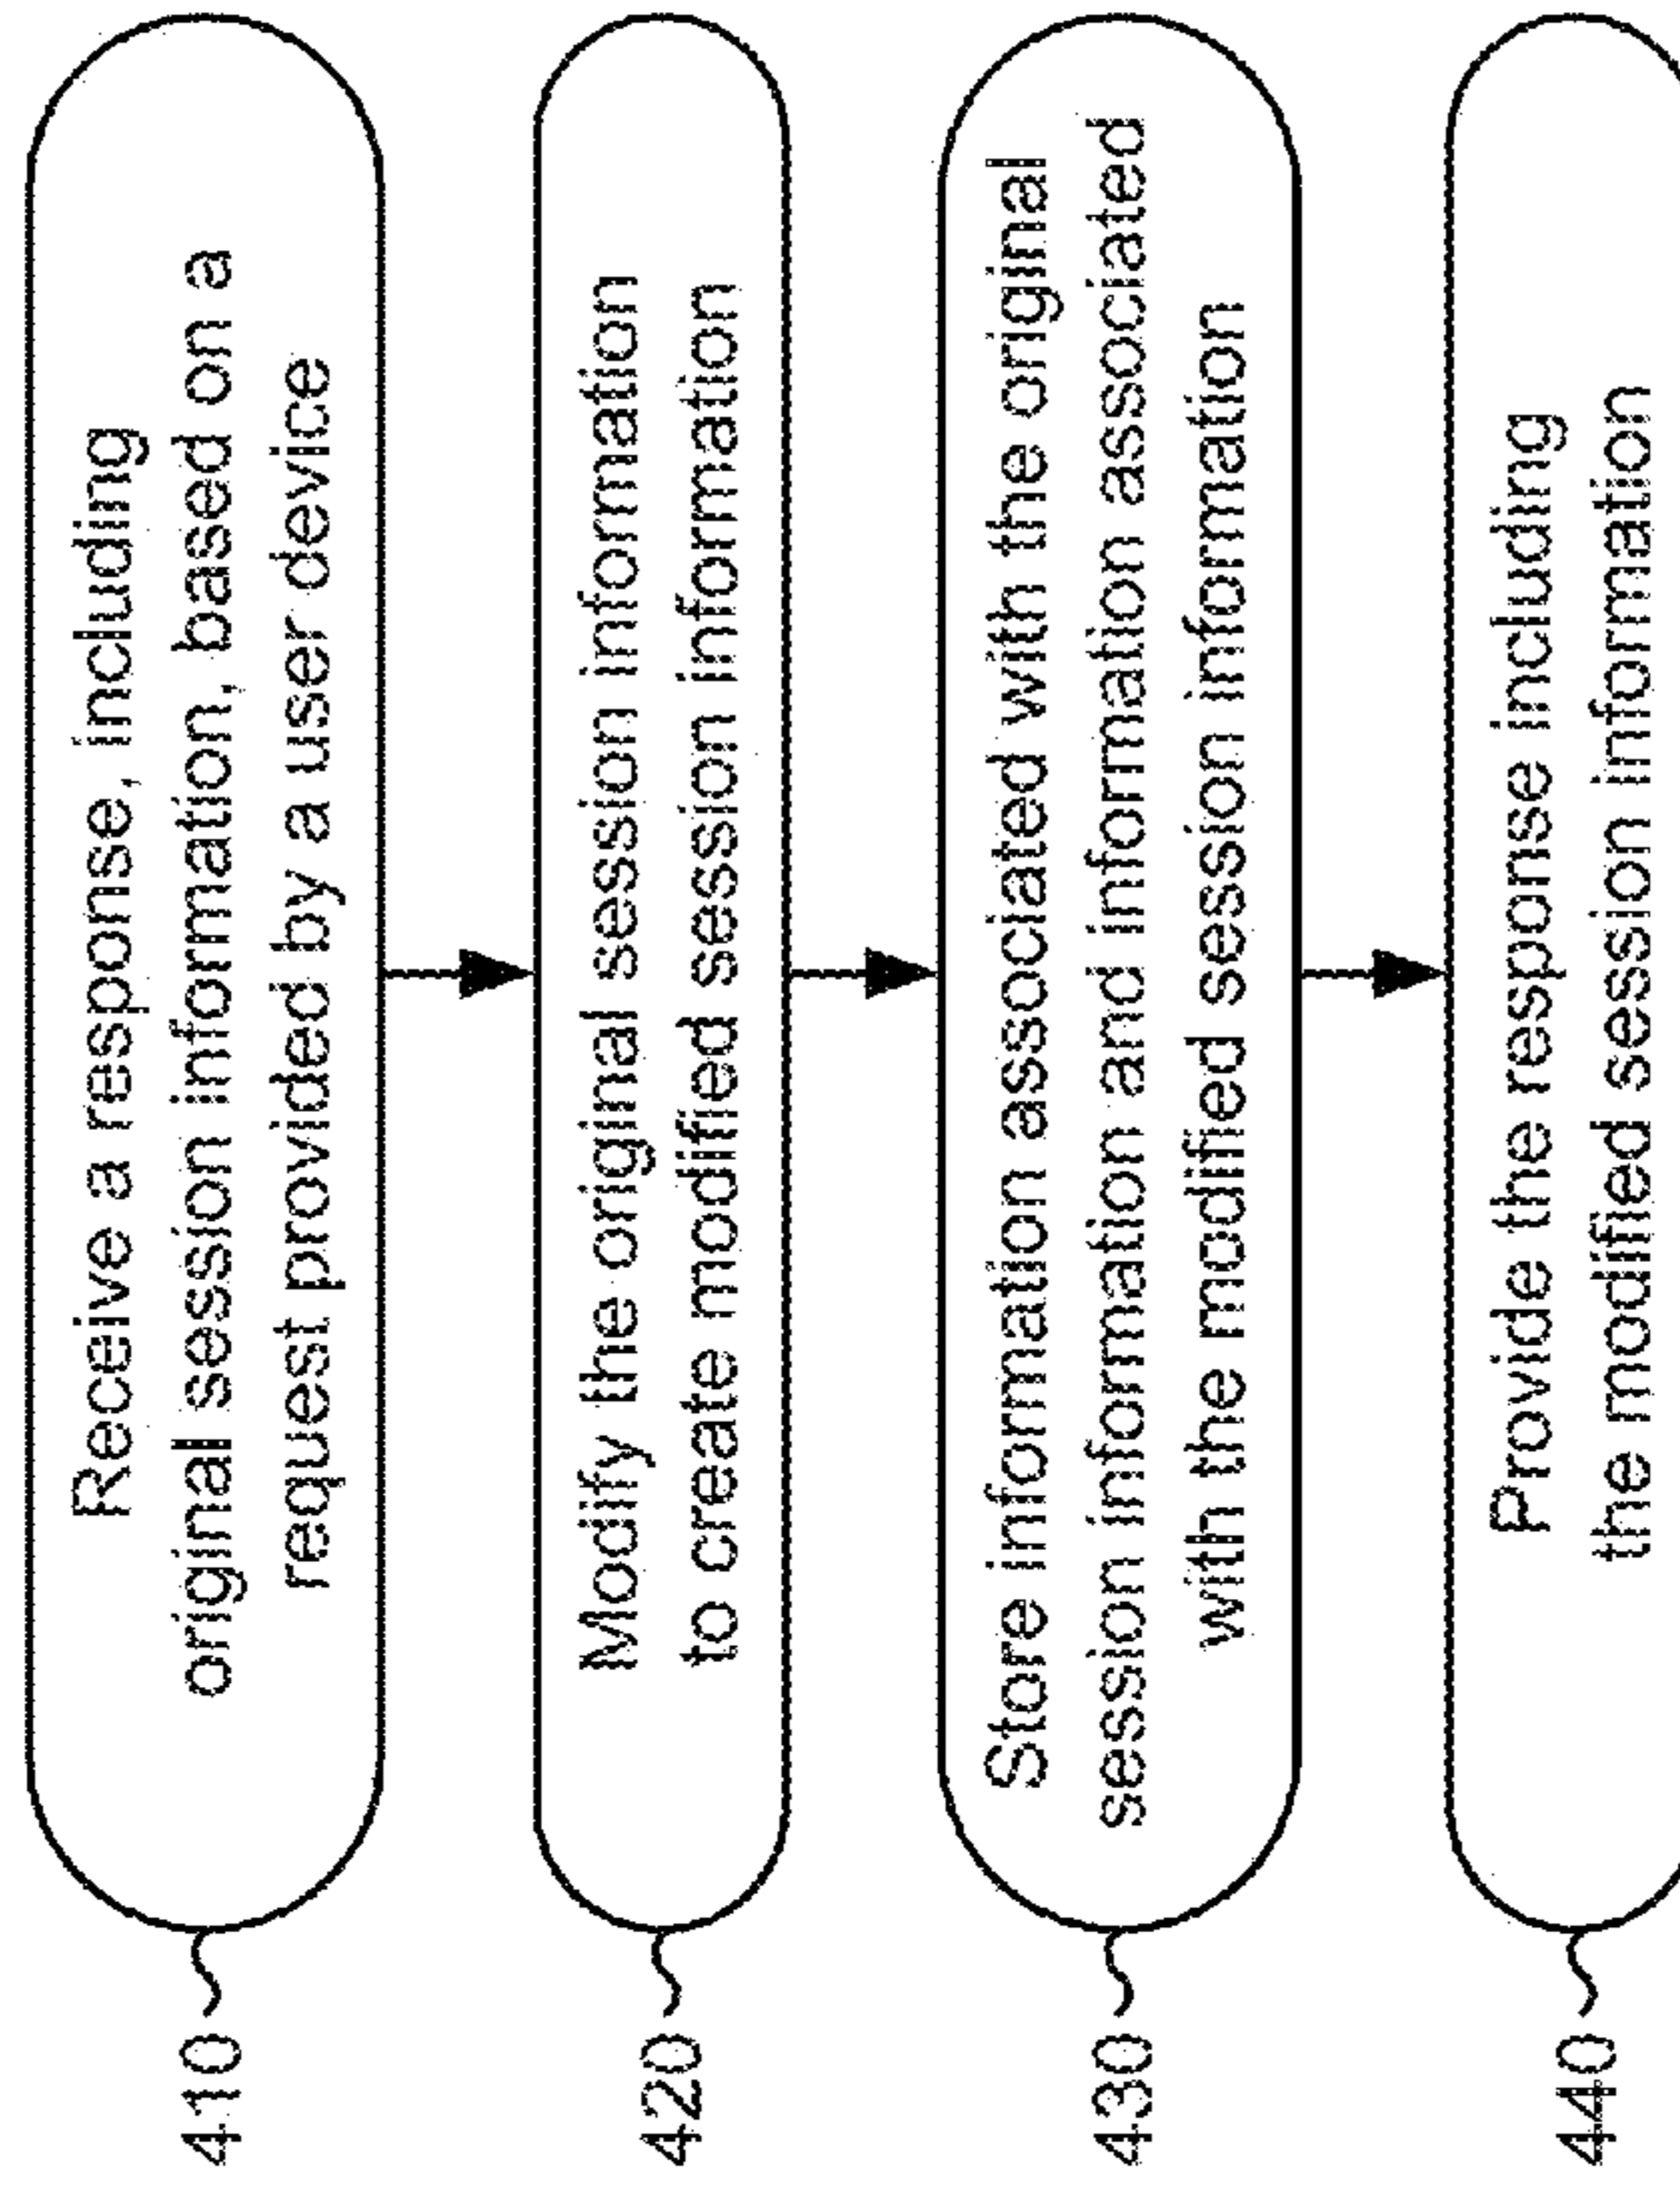 410
Receive a response, including
original session information, based on a
request provided by a user device
420
Modify the original session information
to create modified session information
430
Store information associated with the original
session information and information associated
with the modified session information
440
Provide the response including
the modified session information